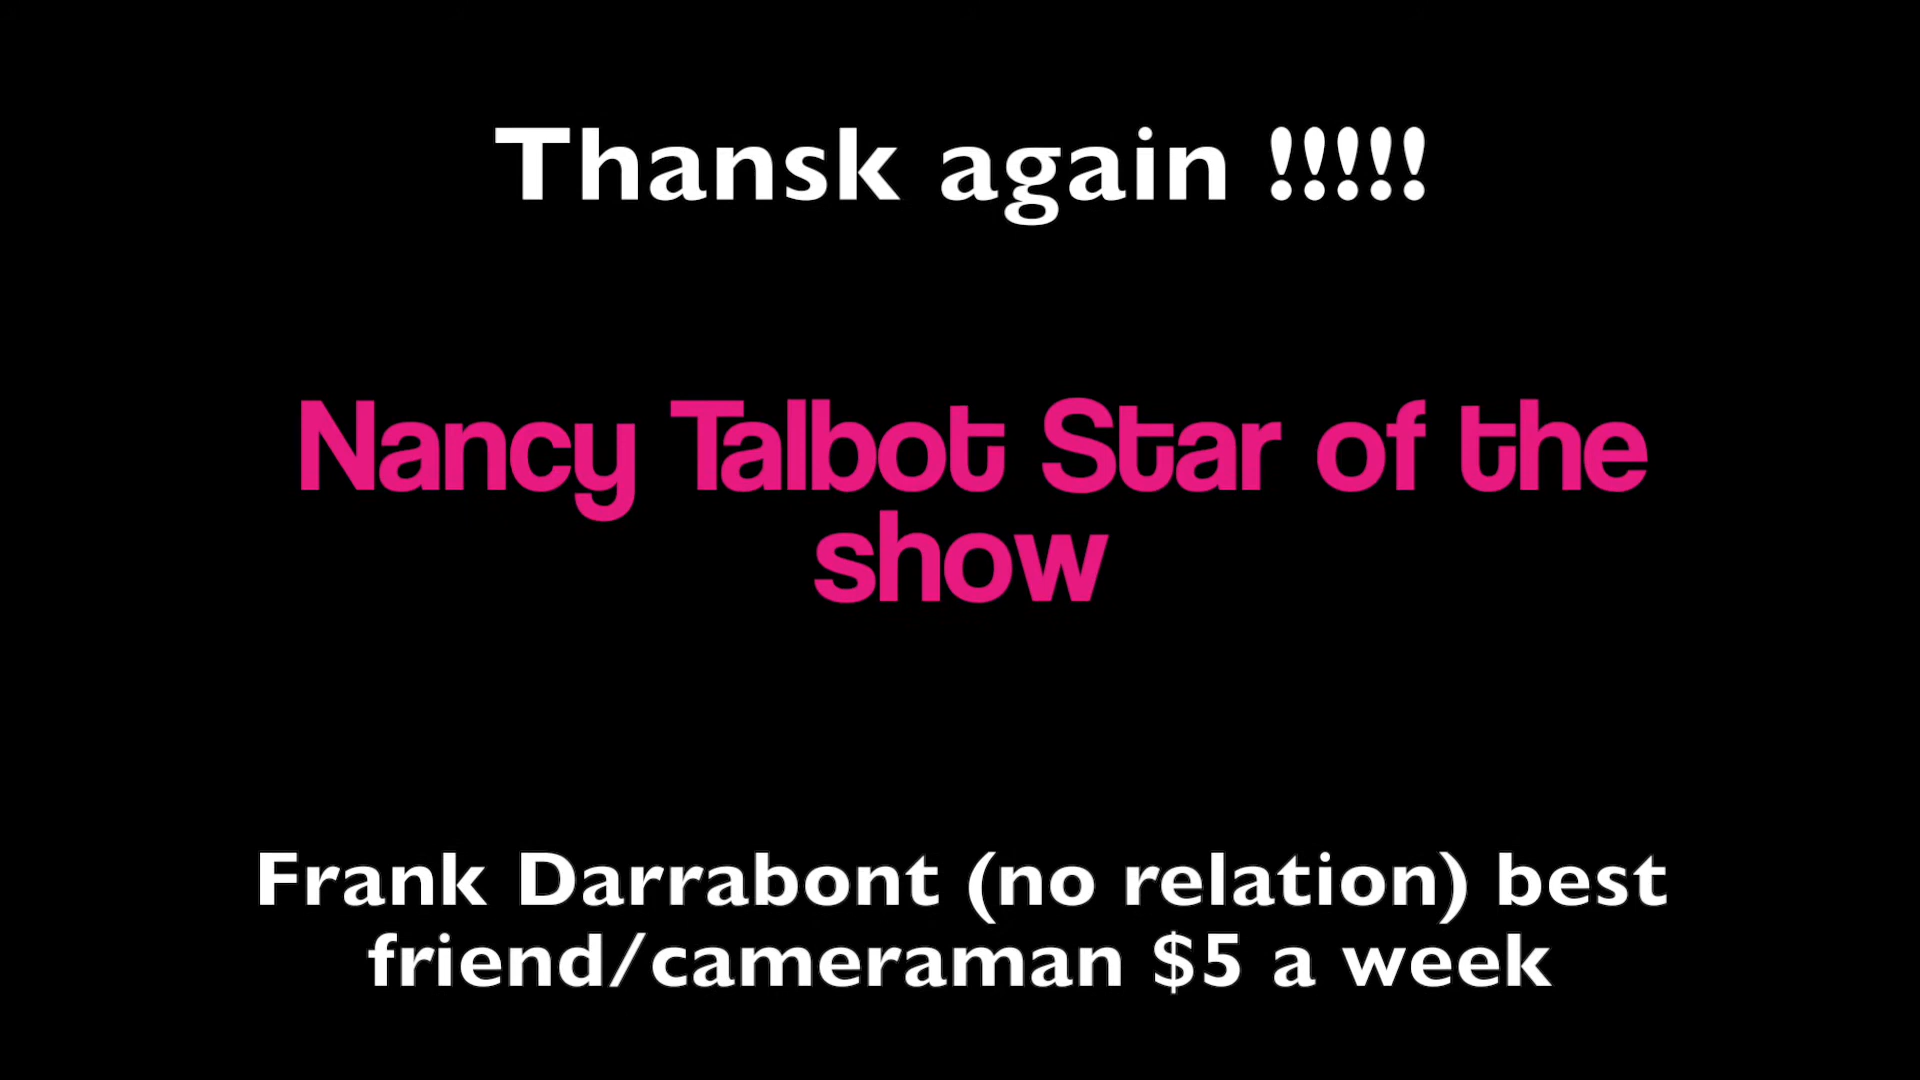 Thansk again !!!!!
Nancy Talbot Star of the
show
Frank Darrabont (no relation) best
friend/cameraman $5 a week